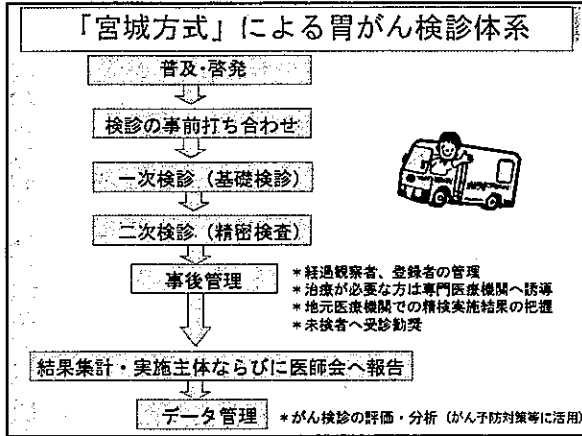 「宮城方式」による胃がん検診体系
普及・啓発
検診の事前打ち合わせ
一次検診（基礎検診）
二次検診（精密検査）
事後管理
＊経過観察者、登録者の管理
＊治療が必要な方は専門医療機関へ誘導
＊地元医療機関での精検実施結果の把握
＊未検者へ受診勧奨
結果集計・実施主体ならびに医師会へ報告
データ管理
＊がん検診の評価・分析（がん予防対策等に活用）